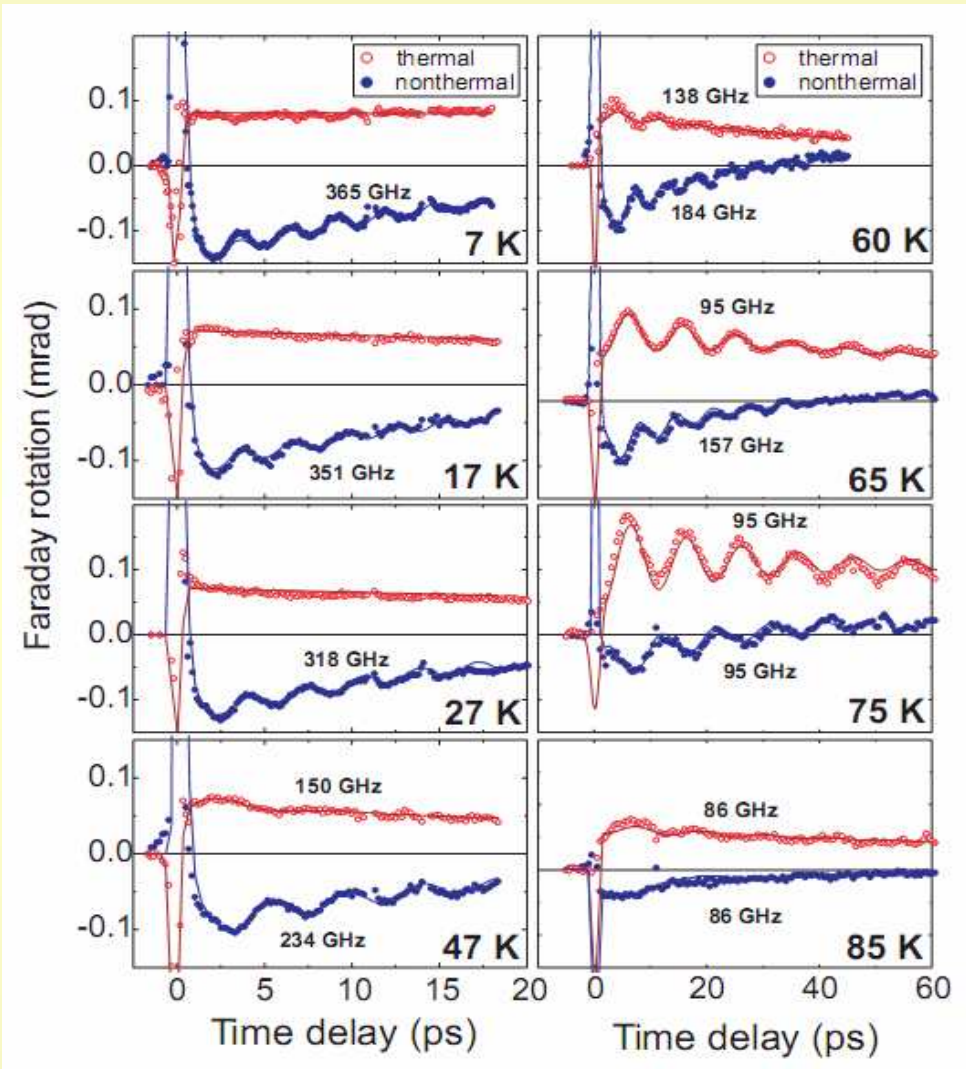 Faraday rotation (mrad)
thermal
nonthermal
0.1
0.0
-0.1
365 GHz
7 K
0.1
0.0
-0.1
351 GHz
17 K
0.1
0.0
-0.1
318 GHz
27 K
0.1
0.0
-0.1
150 GHz
234 GHz
47 K
0 5 10 15 20
Time delay (ps)
thermal
nonthermal
138 GHz
184 GHz
60 K
95 GHz
157 GHz
65 K
95 GHz
95 GHz
75 K
86 GHz
86 GHz
85 K
0 20 40 60
Time delay (ps)